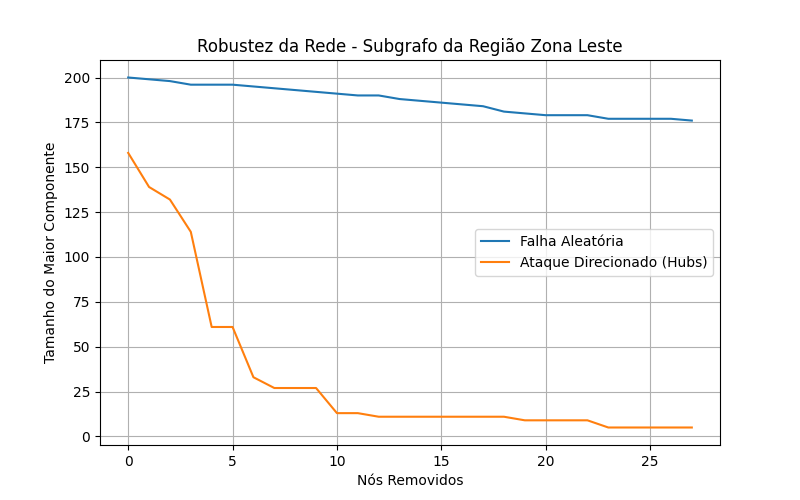 Robustez da Rede - Subgrafo da Região Zona Leste
Tamanho do Maior Componente
200
175
150
125
100
75
50
25
0
Falha Aleatória
Ataque Direcionado (Hubs)
0 5 10 15 20 25
Nós Removidos